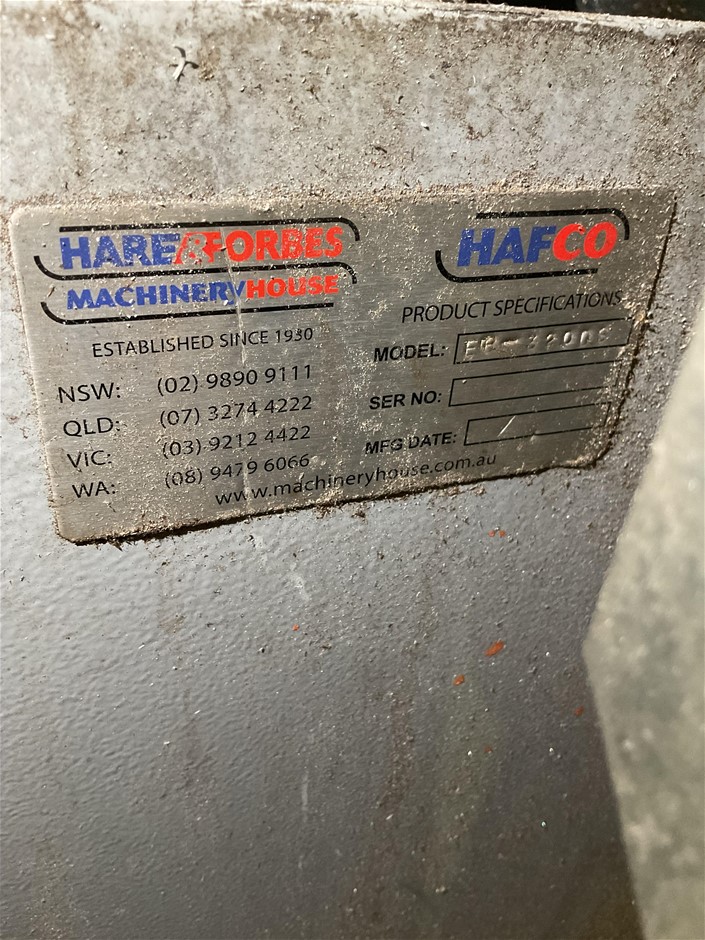 HARE & FORBES
MACHINERYHOUSE
ESTABLISHED SINCE 1930
NSW: (02) 9890 9111
QLD: (07) 3274 4222
VIC: (03) 9212 4422
WA: (08) 9479 6066
www.machineryhouse.com.au
HAFCO
PRODUCT SPECIFICATIONS
MODEL:
SER NO:
MFG DATE: